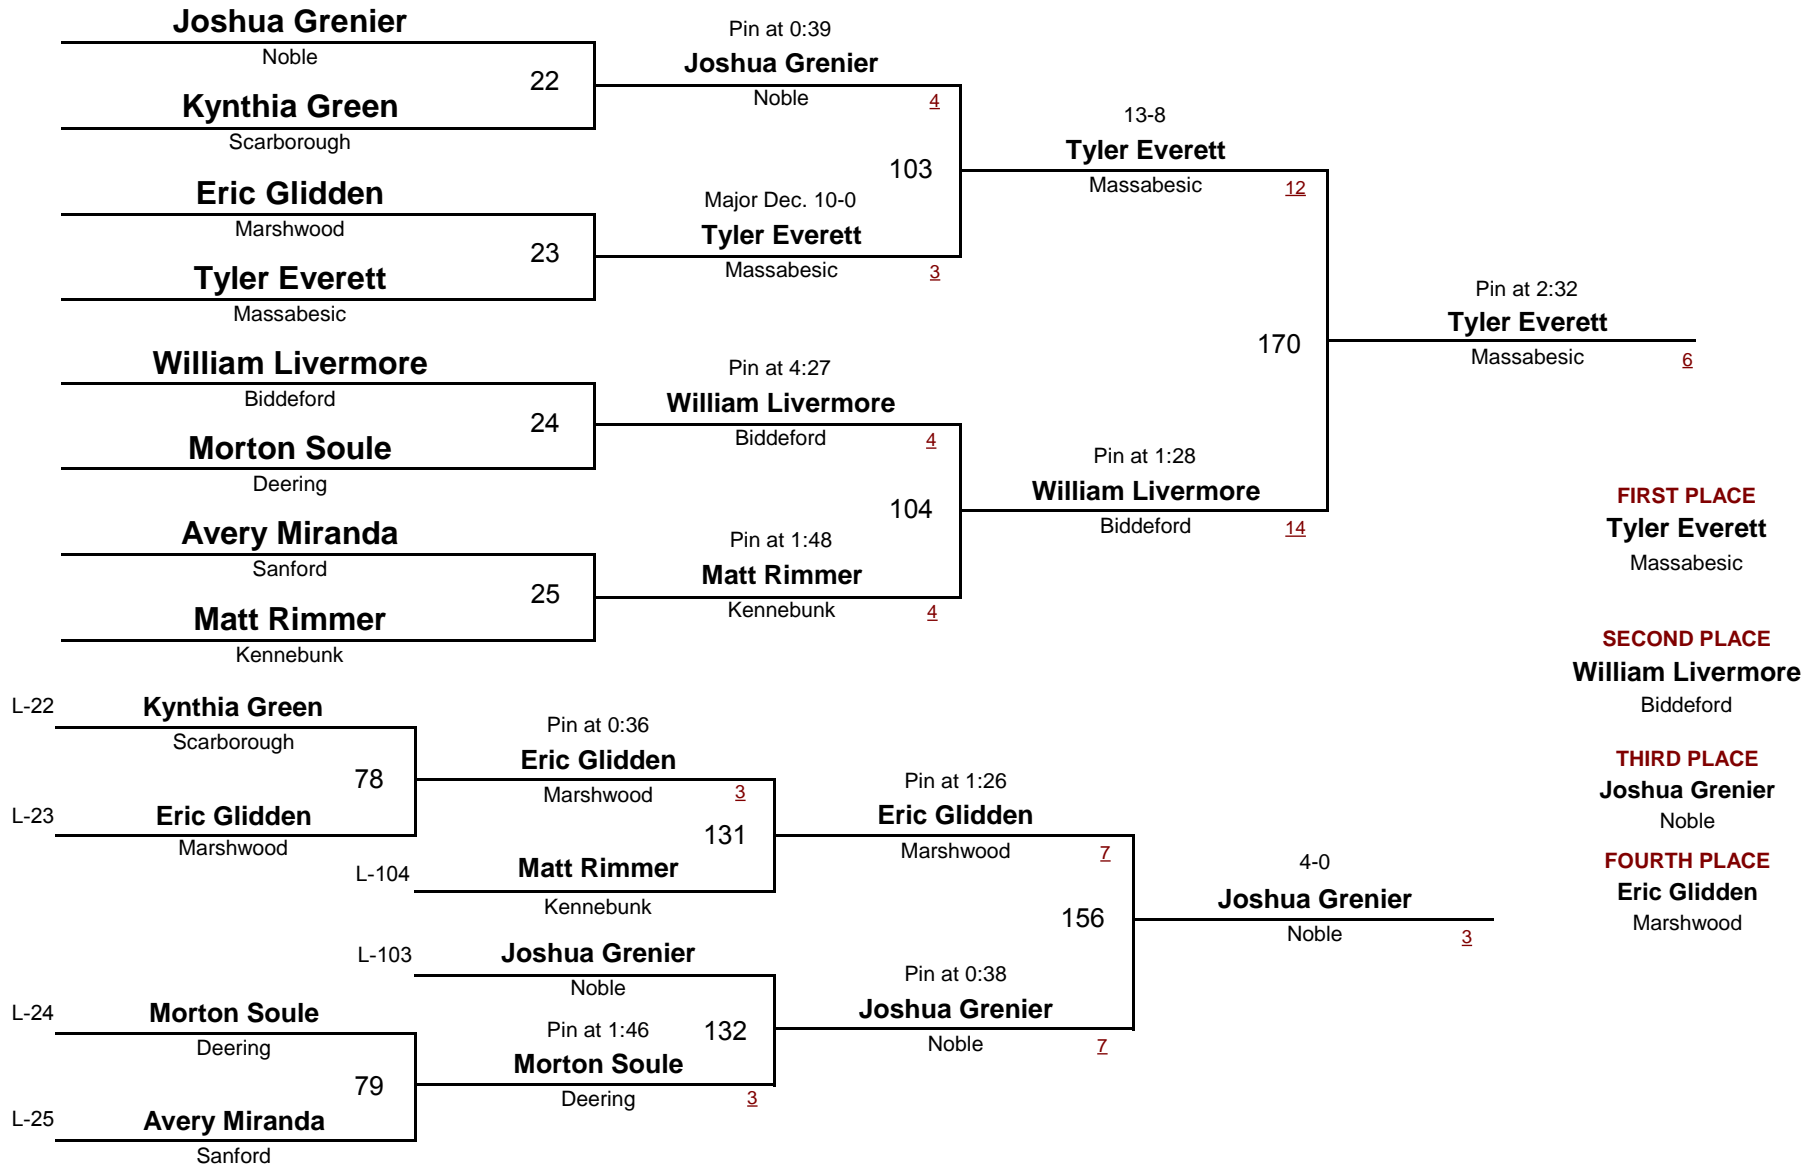 Joshua Grenier
Noble
22
Kynthia Green
Scarborough
Eric Glidden
Marshwood
23
Tyler Everett
Massabesic
William Livermore
Biddeford
24
Morton Soule
Deering
Avery Miranda
Sanford
25
Matt Rimmer
Kennebunk
Pin at 0:39
Joshua Grenier
Noble
4
103
Major Dec. 10-0
Tyler Everett
Massabesic
3
Pin at 4:27
William Livermore
Biddeford
4
104
Pin at 1:48
Matt Rimmer
Kennebunk
4
13-8
Tyler Everett
Massabesic
12
170
Pin at 1:28
William Livermore
Biddeford
14
Pin at 2:32
Tyler Everett
Massabesic
6
FIRST PLACE
Tyler Everett
Massabesic
SECOND PLACE
William Livermore
Biddeford
THIRD PLACE
Joshua Grenier
Noble
FOURTH PLACE
Eric Glidden
Marshwood
L-22
Kynthia Green
Scarborough
78
L-23
Eric Glidden
Marshwood
Pin at 0:36
Eric Glidden
Marshwood
3
131
L-104
Matt Rimmer
Kennebunk
L-103
Joshua Grenier
Noble
132
Pin at 1:46
Morton Soule
Deering
3
L-24
Morton Soule
Deering
79
L-25
Avery Miranda
Sanford
Pin at 1:26
Eric Glidden
Marshwood
7
156
Pin at 0:38
Joshua Grenier
Noble
7
4-0
Joshua Grenier
Noble
3